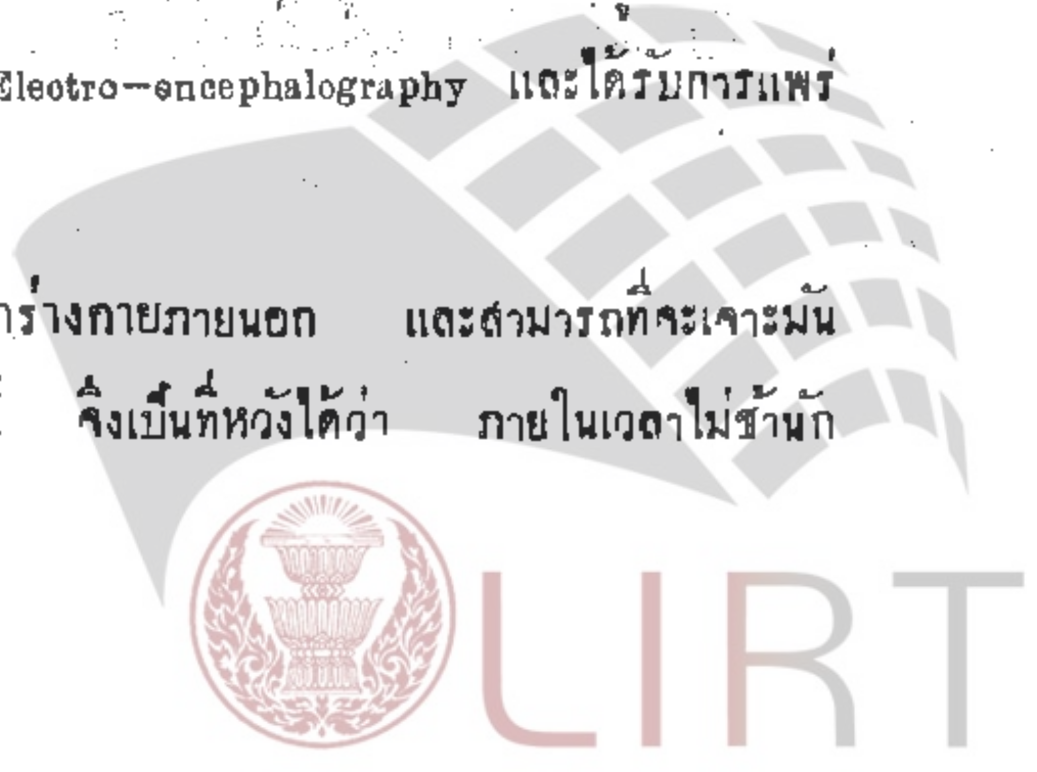 Electro-encephalography และได้รับการแพร่
ร่างกายภายนอก และสามารถที่จะเจาะมัน
จึงเป็นที่หวังได้ว่า ภายในเวลาไม่ช้านัก
LIRT